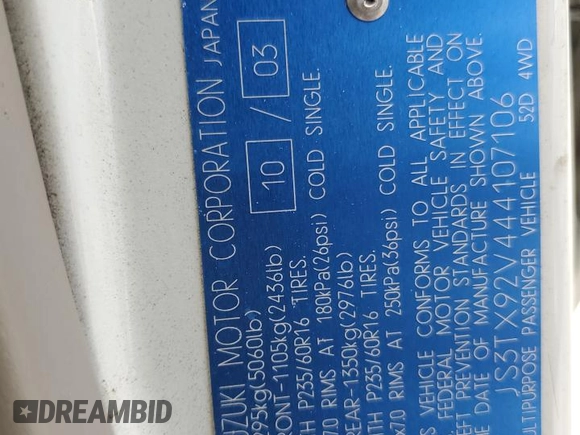 UZUKI MOTOR CORPORATION JAPAN
10 / 03
295kg(5060lb)
RONT-1105kg(2436lb)
TH P235/60R16 TIRES.
x7.0 RIMS AT 180kPa(26psi) COLD SINGLE.
REAR-1350kg(2976lb)
TH P235/60R16 TIRES.
x7.0 RIMS AT 250kPa(36psi) COLD SINGLE.
S VEHICLE CONFORMS TO ALL APPLICABLE
FEDERAL MOTOR VEHICLE SAFETY AND
EFT PREVENTION STANDARDS IN EFFECT ON
E DATE OF MANUFACTURE SHOWN ABOVE.
JS3TX92V444107106
ULTIPURPOSE PASSENGER VEHICLE 52D 4WD
DREAMBID